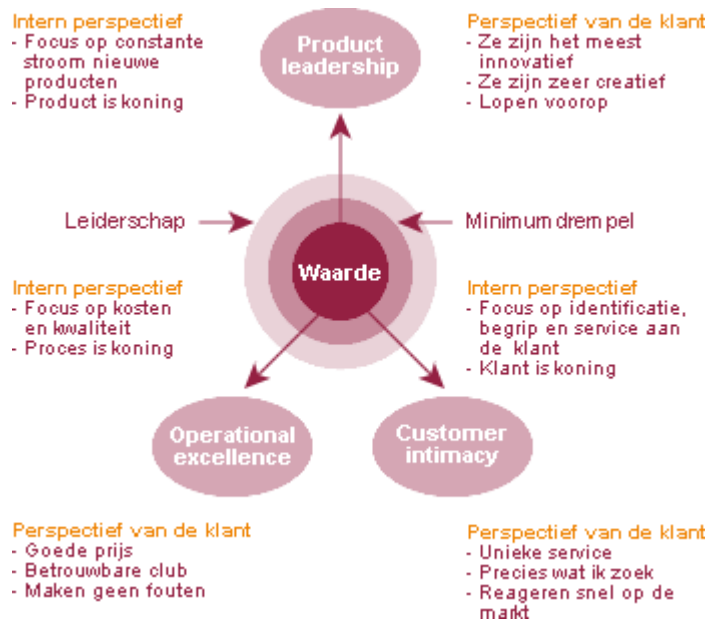 Intern perspectief
- Focus op constante
stroom nieuwe
producten
- Product is koning
Product
leadership
Perspectief van de klant
- Ze zijn het meest
innovatief
- Ze zijn zeer creatief
- Lopen voorop
Leiderschap
Minimum drempel
Waarde
Intern perspectief
- Focus op kosten
en kwaliteit
- Proces is koning
Intern perspectief
- Focus op identificatie,
begrip en service aan
de klant
- Klant is koning
Operational
excellence
Customer
intimacy
Perspectief van de klant
- Goede prijs
- Betrouwbare club
- Maken geen fouten
Perspectief van de klant
- Unieke service
- Precies wat ik zoek
- Reageren snel op de
markt